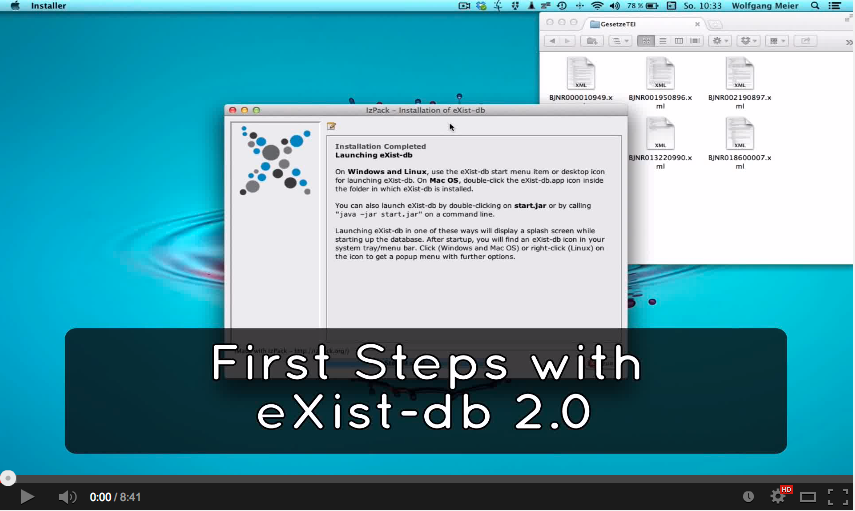 Installer
78 %
So. 10:33
Wolfgang Meier
GesetzeTEI
XML
XML
XML
BJNR000010949.x
ml
BJNR001950896.x
ml
BJNR002190897.x
ml
XML
XML
BJNR013220990.x
ml
BJNR018600007.x
ml
IzPack - Installation of eXist-db
Installation Completed
Launching eXist-db
On Windows and Linux, use the eXist-db start menu item or desktop icon
for launching eXist-db. On Mac OS, double-click the eXist-db.app icon inside
the folder in which eXist-db is installed.
You can also launch eXist-db by double-clicking on start.jar or by calling
"java -jar start.jar" on a command line.
Launching eXist-db in one of these ways will display a splash screen while
starting up the database. After startup, you will find an eXist-db icon in your
system tray/menu bar. Click (Windows and Mac OS) or right-click (Linux) on
the icon to get a popup menu with further options.
First Steps with
eXist-db 2.0
0:00 / 8:41
HD